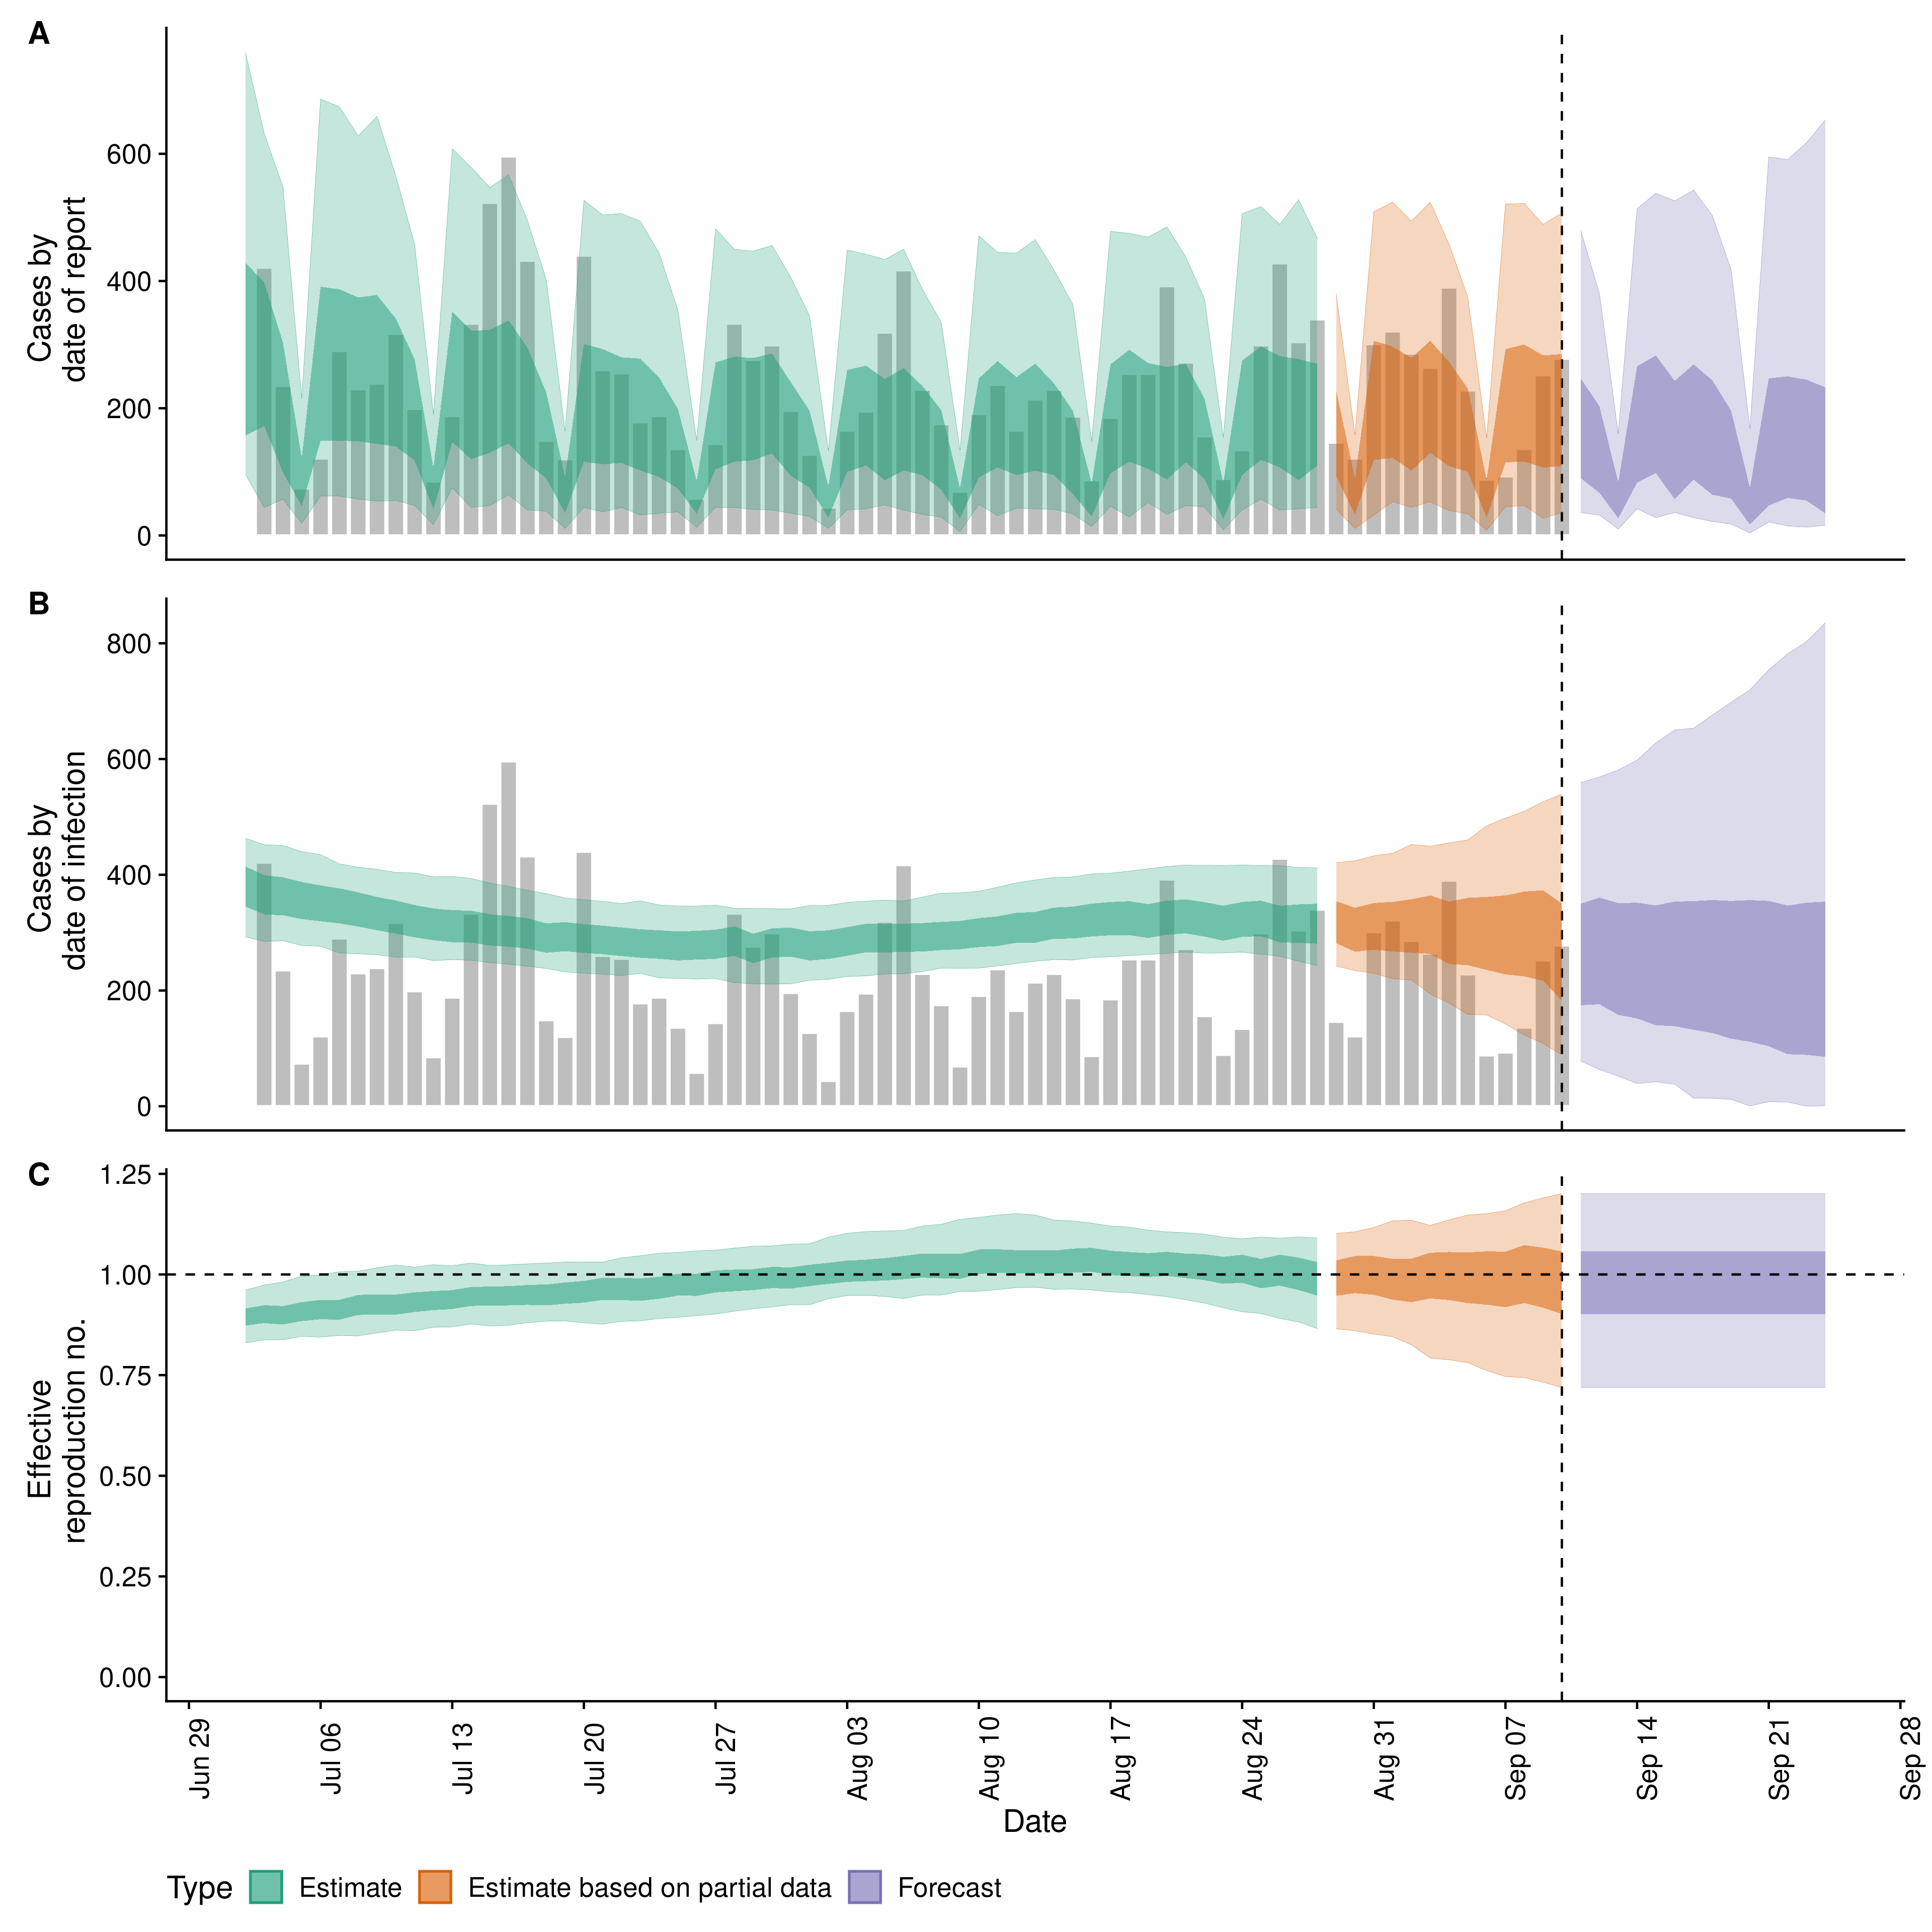 A
Cases by
date of report
600
400
200
0
B
Cases by
date of infection
800
600
400
200
0
C
Effective
reproduction no.
1.25
1.00
0.75
0.50
0.25
0.00
Jun 29
Jul 06
Jul 13
Jul 20
Jul 27
Aug 03
Aug 10
Aug 17
Aug 24
Aug 31
Sep 07
Sep 14
Sep 21
Sep 28
Date
Type Estimate Estimate based on partial data Forecast